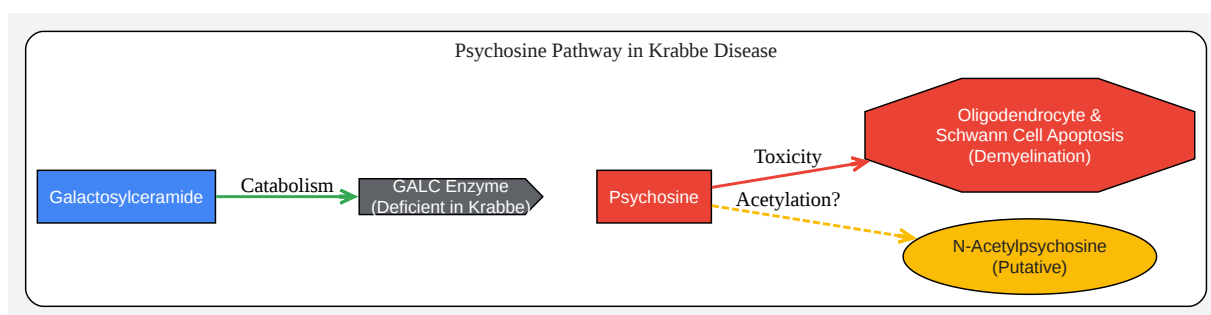 Psychosine Pathway in Krabbe Disease
Galactosylceramide
Catabolism
GALC Enzyme
(Deficient in Krabbe)
Psychosine
Toxicity
Acetylation?
Oligodendrocyte &
Schwann Cell Apoptosis
(Demyelination)
N-Acetylpsychosine
(Putative)